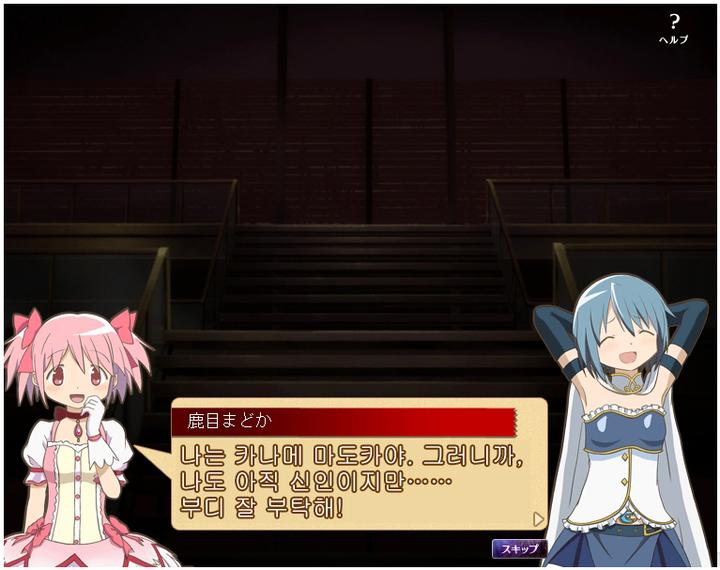 ?
ヘルプ
鹿目まどか
나는 카나메 마도카야. 그러니까,
나도 아직 신인이지만……
부디 잘 부탁해!
スキップ